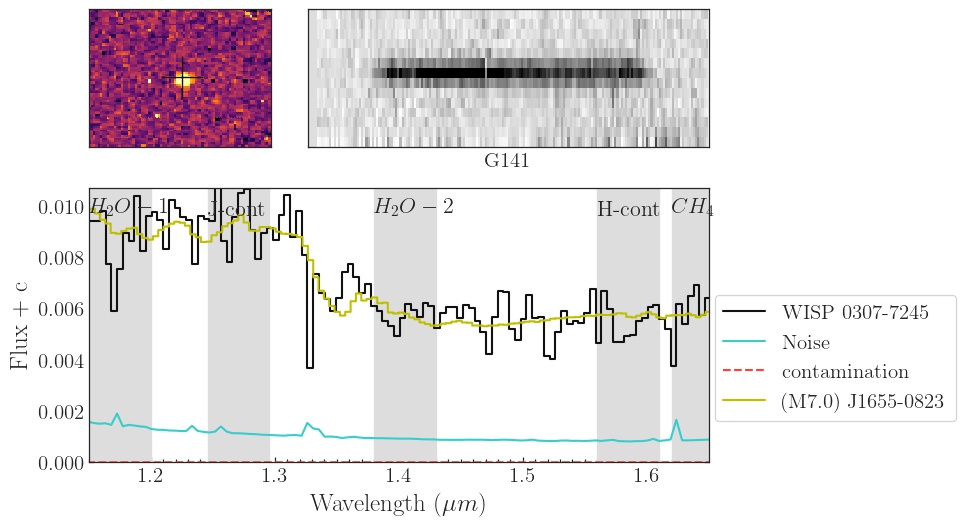 G141
H₂O − 1 J-cont H₂O − 2 H-cont CH₄
0.010
0.008
0.006
0.004
0.002
0.000
Flux + c
1.2 1.3 1.4 1.5 1.6
Wavelength (μm)
WISP 0307-7245
Noise
contamination
(M7.0) J1655-0823